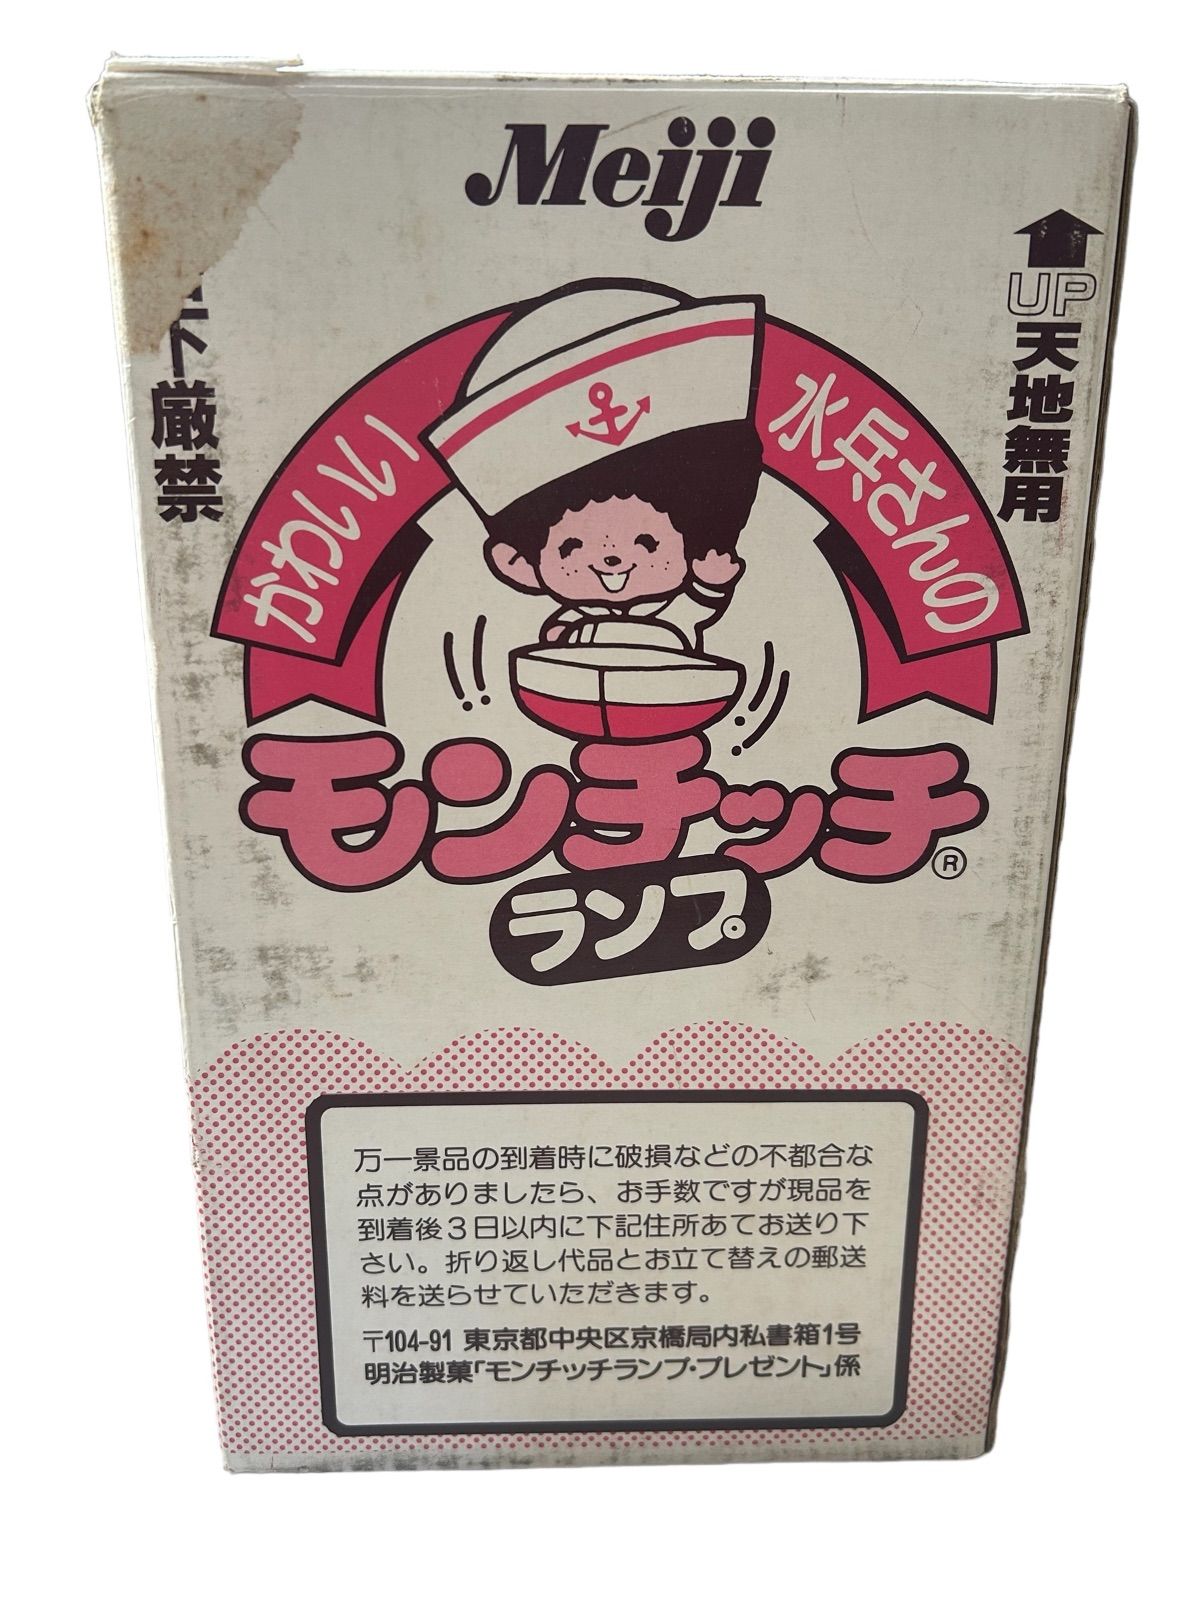 Meiji
UP
天地無用
下厳禁
かわいい
水兵さんの
モンチッチ®
ランプ
万一景品の到着時に破損などの不都合な
点がありましたら、お手数ですが現品を
到着後3日以内に下記住所あてお送り下
さい。折り返し代品とお立て替えの郵送
料を送らせていただきます。
〒104-91 東京都中央区京橋局内私書箱1号
明治製菓「モンチッチランプ・プレゼント」係